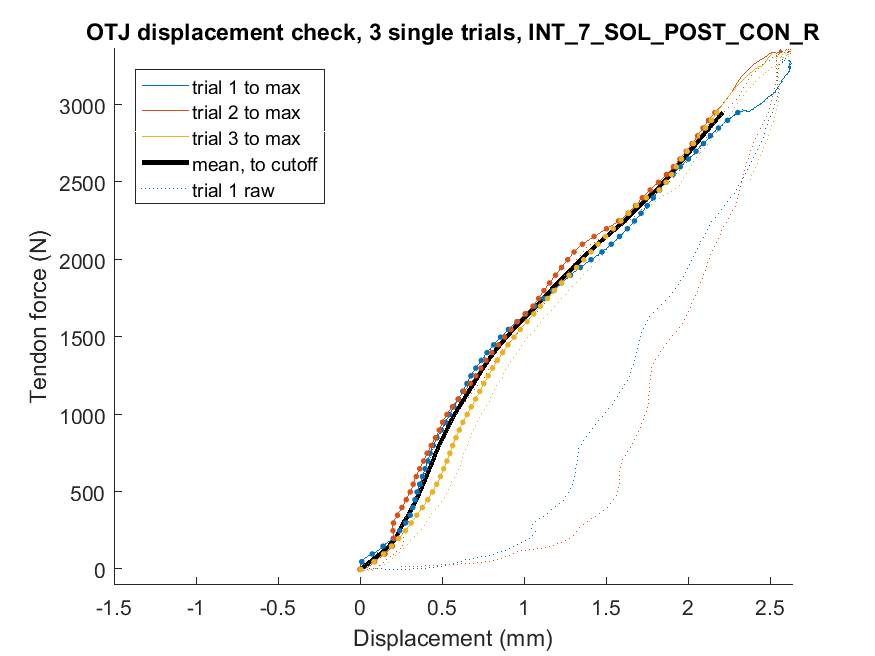 OTJ displacement check, 3 single trials, INT_7_SOL_POST_CON_R
trial 1 to max
trial 2 to max
trial 3 to max
mean, to cutoff
trial 1 raw
3000
2500
2000
1500
1000
500
0
Tendon force (N)
-1.5 -1 -0.5 0 0.5 1 1.5 2 2.5
Displacement (mm)